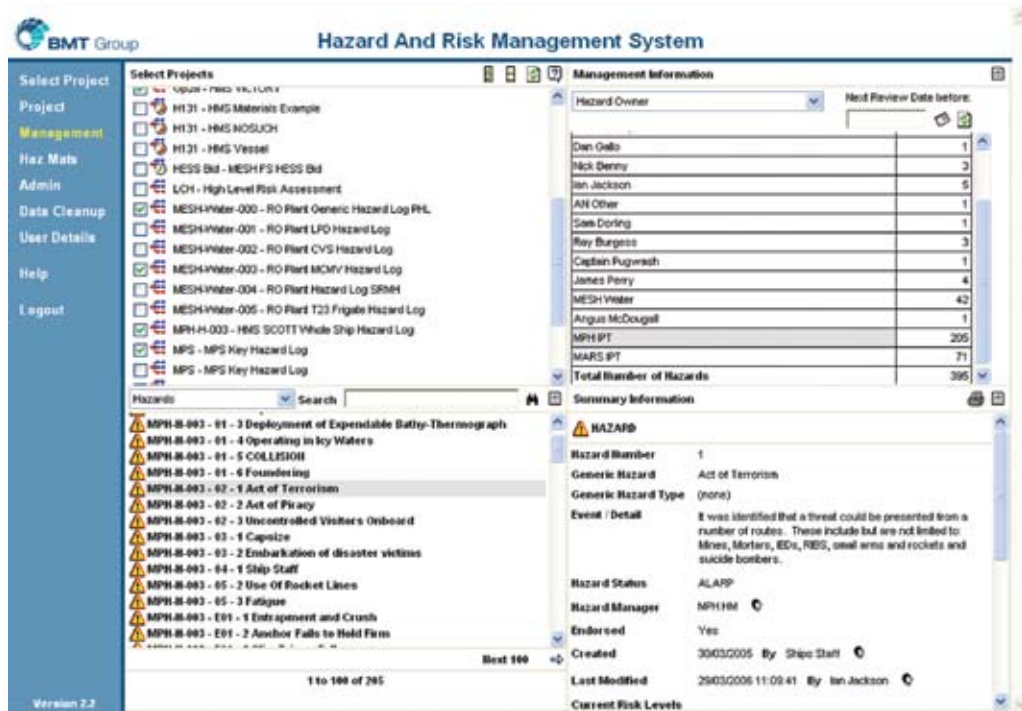 BMT Group
Hazard And Risk Management System
Select Project
Project
Management
Haz Mats
Admin
Data Cleanup
User Details
Help
Logout
Version 2.2
Select Projects
H131 - HMS Materials Example
H131 - HMS NOSUCH
H131 - HMS Vessel
HESS Bid - MESH FS HESS Bid
LCH - High Level Risk Assessment
MESH-Water-000 - RO Plant Generic Hazard Log PHL
MESH-Water-001 - RO Plant LPD Hazard Log
MESH-Water-002 - RO Plant CVS Hazard Log
MESH-Water-003 - RO Plant MCMV Hazard Log
MESH-Water-004 - RO Plant Hazard Log SRMH
MESH-Water-005 - RO Plant T23 Frigate Hazard Log
MPH-H-003 - HMS SCOTT Whole Ship Hazard Log
MPS - MPS Key Hazard Log
MPS - MPS Key Hazard Log
Management Information
Hazard Owner
Next Review Date before:
Dan Gallo 1
Nick Benny 3
Ian Jackson 5
AN Other 1
Sam Dorling 1
Roy Burgess 3
Captain Pugwash 1
James Perry 4
MESH Water 42
Angus McDougall 1
MPH IPT 205
MARS IPT 71
Total Number of Hazards 395
Hazards
Search
MPH-H-003 - 01 - 3 Deployment of Expendable Bathy-Thermograph
MPH-H-003 - 01 - 4 Operating in Icy Waters
MPH-H-003 - 01 - 5 COLLISION
MPH-H-003 - 01 - 6 Foundering
MPH-H-003 - 02 - 1 Act of Terrorism
MPH-H-003 - 02 - 2 Act of Piracy
MPH-H-003 - 02 - 3 Uncontrolled Visitors Onboard
MPH-H-003 - 03 - 1 Capsize
MPH-H-003 - 03 - 2 Embarkation of disaster victims
MPH-H-003 - 04 - 1 Ship Staff
MPH-H-003 - 05 - 2 Use Of Rocket Lines
MPH-H-003 - 05 - 3 Fatigue
MPH-H-003 - E01 - 1 Entrapment and Crush
MPH-H-003 - E01 - 2 Anchor Fails to Hold Firm
Next 100
1 to 100 of 205
Summary Information
HAZARD
Hazard Number 1
Generic Hazard Act of Terrorism
Generic Hazard Type (none)
Event / Detail It was identified that a threat could be presented from a
number of routes. These include but are not limited to:
Mines, Mortars, IEDs, RIBS, small arms and rockets and
suicide bombers.
Hazard Status ALARP
Hazard Manager MPH:HM
Endorsed Yes
Created 30/03/2005 By Ships Staff
Last Modified 29/03/2006 11:09:41 By Ian Jackson
Current Risk Levels